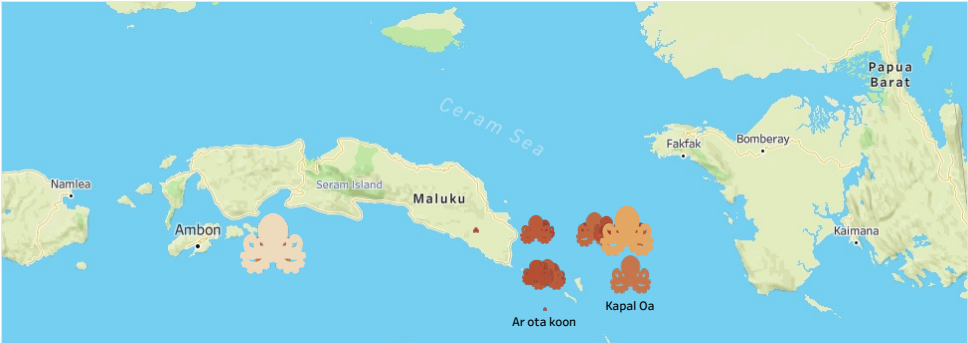 Papua
Barat
Ceram Sea
Fakfak
Bomberay
Namlea
Seram Island
Maluku
Ambon
Kaimana
Kapal Oa
Ar ota koon